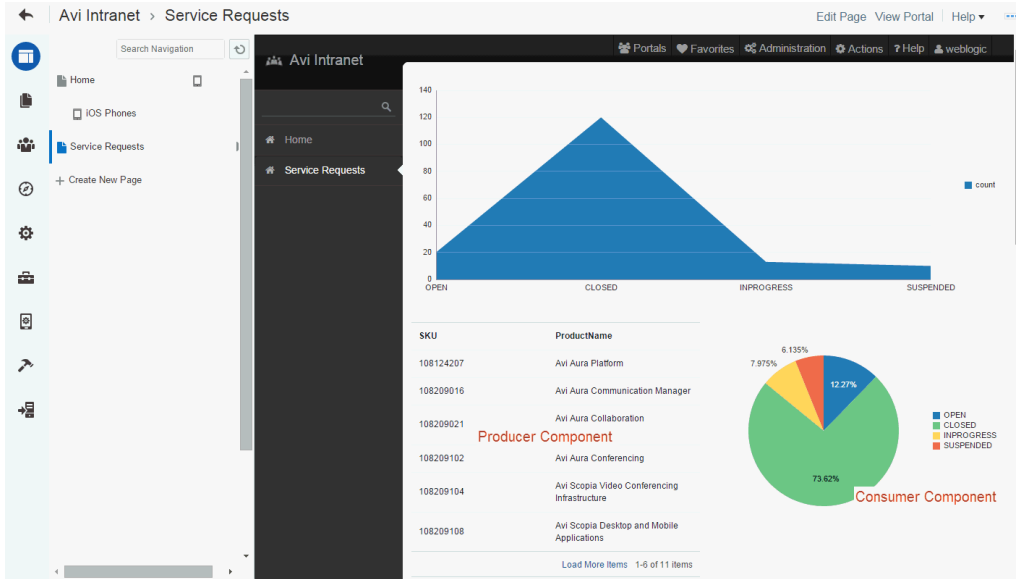 Avi Intranet > Service Requests
Edit Page View Portal Help
Search Navigation
Home
iOS Phones
Service Requests
Create New Page
Avi Intranet
Portals Favorites Administration Actions ? Help weblogic
Home
Service Requests
140
120
100
80
60
40
20
0
OPEN CLOSED INPROGRESS SUSPENDED
count
SKU ProductName
108124207 Avi Aura Platform
108209016 Avi Aura Communication Manager
108209021 Avi Aura Collaboration
Producer Component
108209102 Avi Aura Conferencing
108209104 Avi Scopia Video Conferencing
Infrastructure
108209108 Avi Scopia Desktop and Mobile
Applications
Load More Items 1-6 of 11 items
6.135%
7.975%
12.27%
73.62%
OPEN
CLOSED
INPROGRESS
SUSPENDED
Consumer Component